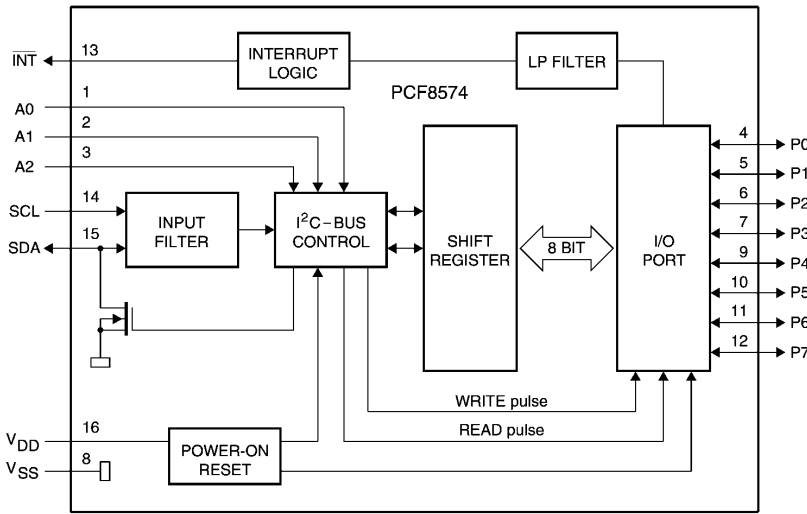 INT
13
INTERRUPT
LOGIC
LP FILTER
PCF8574
A0
1
A1
2
A2
3
SCL
14
SDA
15
INPUT
FILTER
I²C-BUS
CONTROL
SHIFT
REGISTER
8 BIT
I/O
PORT
4
P0
5
P1
6
P2
7
P3
9
P4
10
P5
11
P6
12
P7
WRITE pulse
READ pulse
VDD
16
VSS
8
POWER-ON
RESET